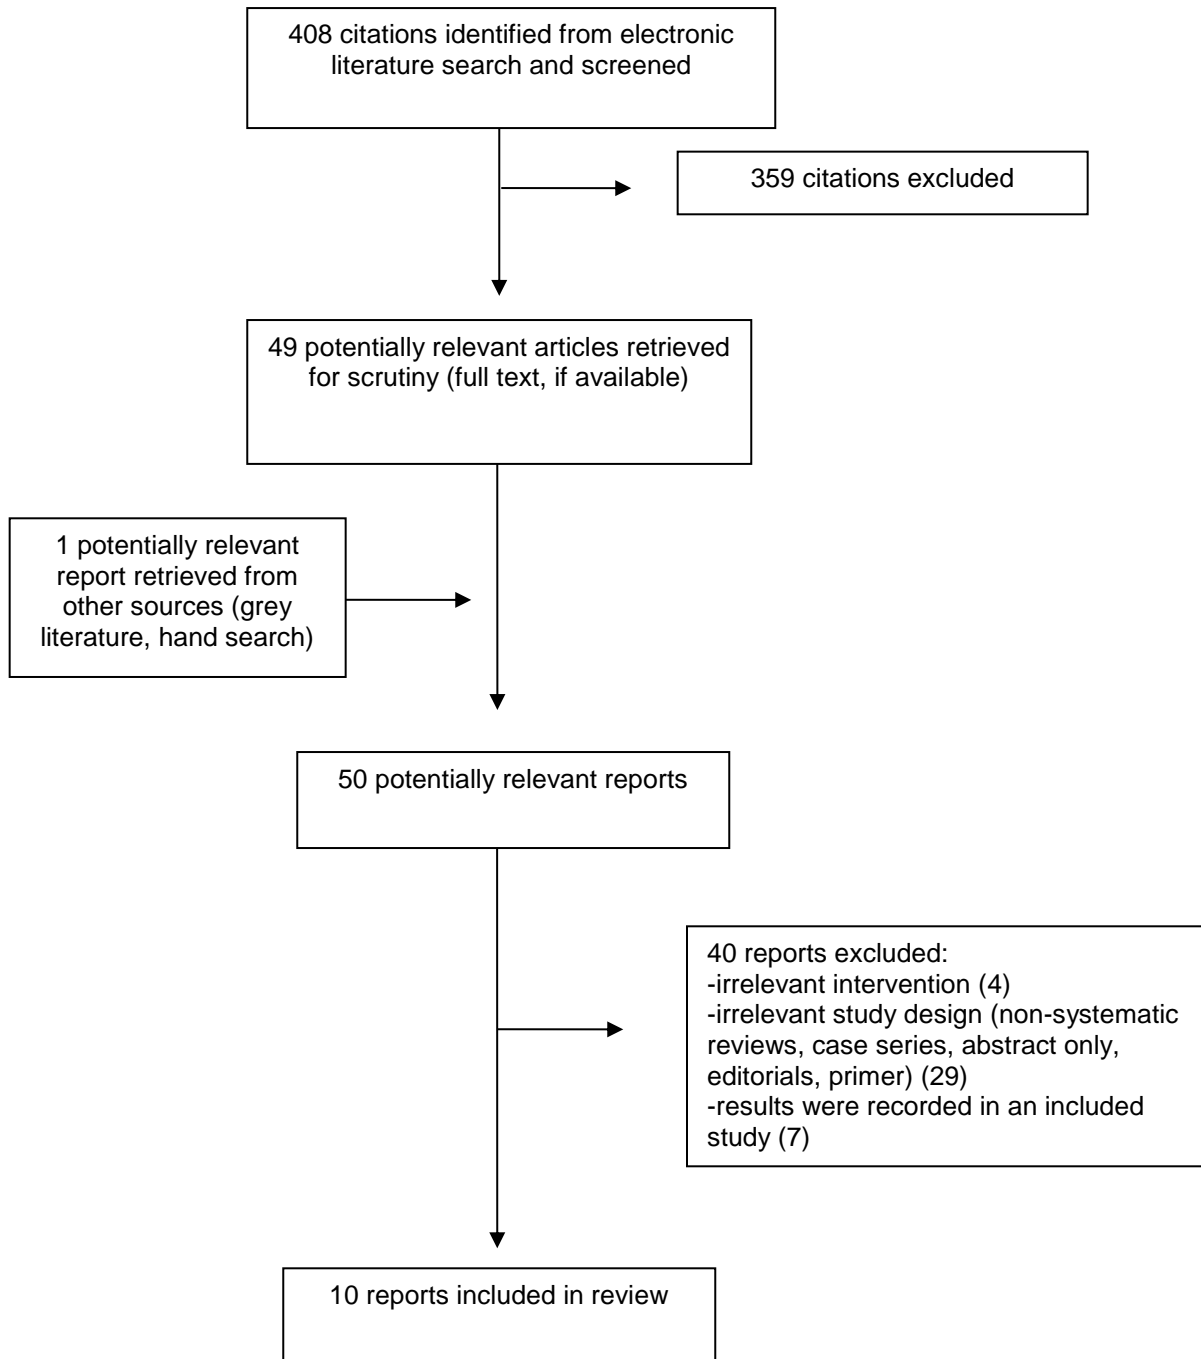 408 citations identified from electronic
literature search and screened
359 citations excluded
49 potentially relevant articles retrieved
for scrutiny (full text, if available)
1 potentially relevant
report retrieved from
other sources (grey
literature, hand search)
50 potentially relevant reports
40 reports excluded:
-irrelevant intervention (4)
-irrelevant study design (non-systematic
reviews, case series, abstract only,
editorials, primer) (29)
-results were recorded in an included
study (7)
10 reports included in review